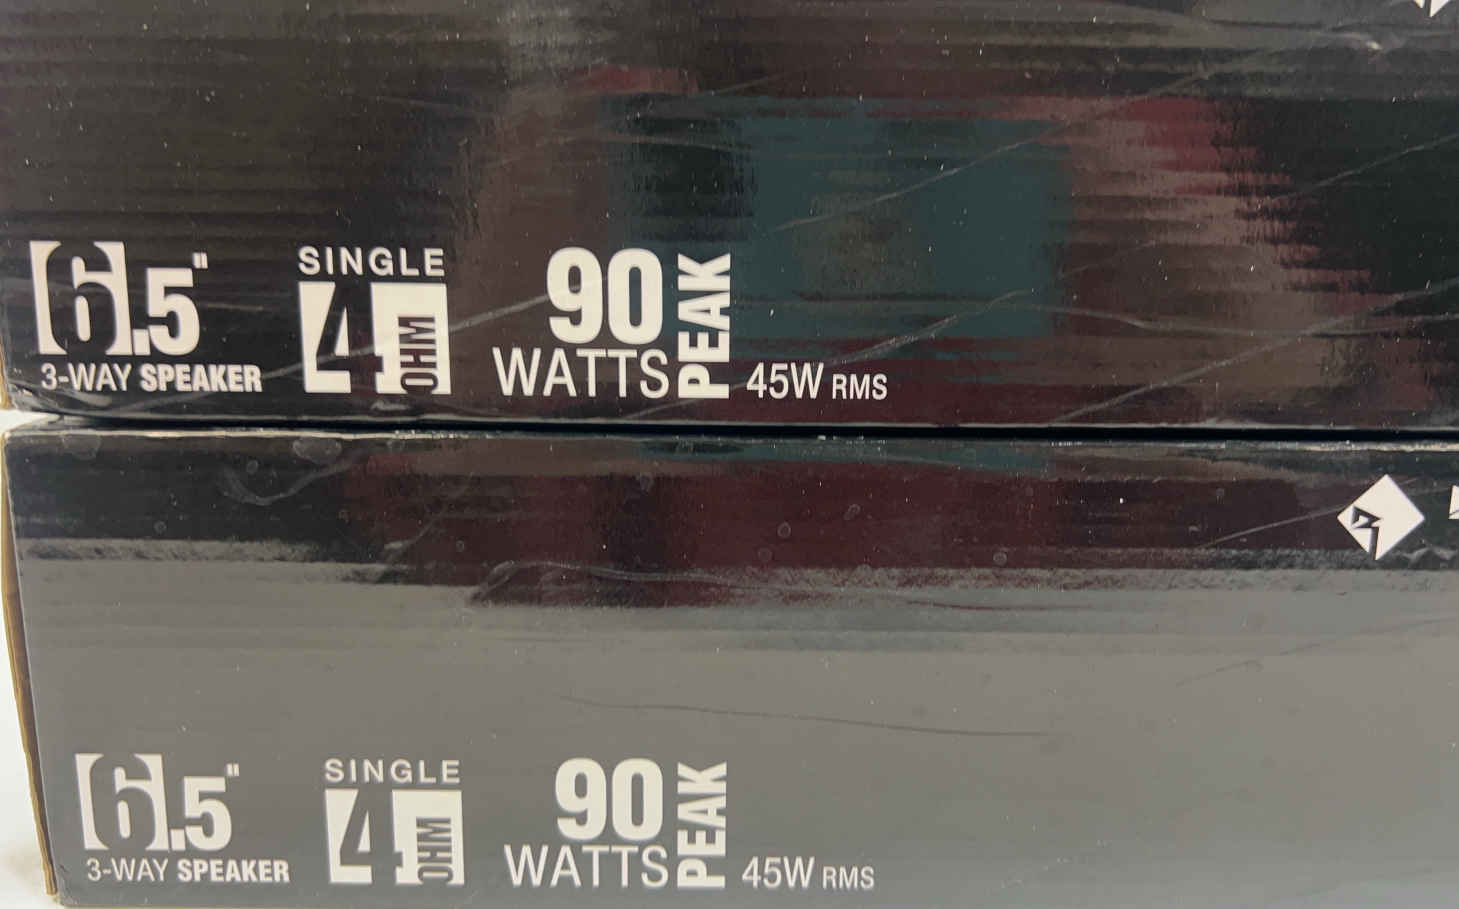 6.5"
3-WAY SPEAKER
SINGLE
4 OHM
90
WATTS
PEAK
45W RMS
6.5"
3-WAY SPEAKER
SINGLE
4 OHM
90
WATTS
PEAK
45W RMS